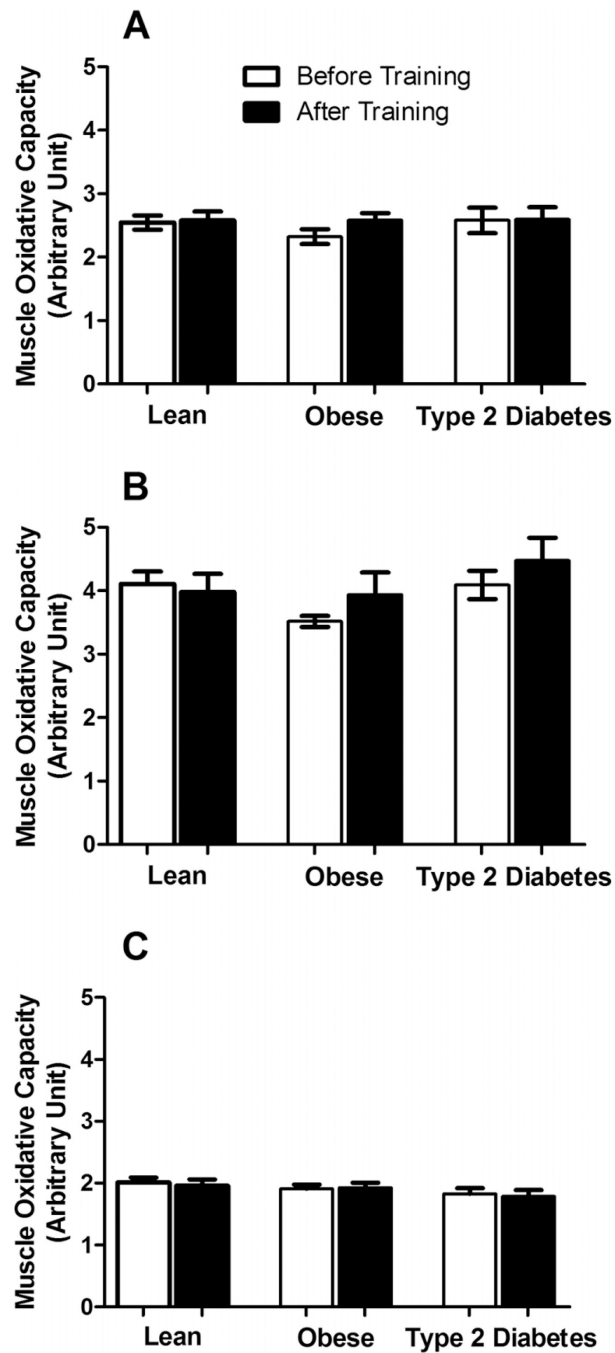 A
Muscle Oxidative Capacity
(Arbitrary Unit)
5
4
3
2
1
0
Before Training
After Training
Lean Obese Type 2 Diabetes
B
Muscle Oxidative Capacity
(Arbitrary Unit)
5
4
3
2
1
0
Lean Obese Type 2 Diabetes
C
Muscle Oxidative Capacity
(Arbitrary Unit)
5
4
3
2
1
0
Lean Obese Type 2 Diabetes